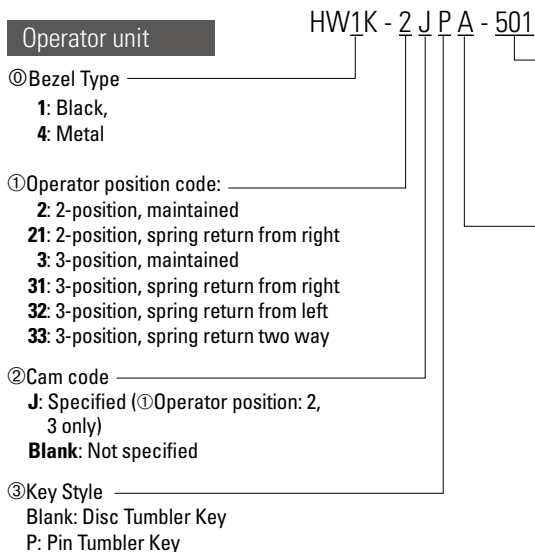 HW1K - 2 J P A - 501
Operator unit
⓪Bezel Type
1: Black,
4: Metal
①Operator position code:
2: 2-position, maintained
21: 2-position, spring return from right
3: 3-position, maintained
31: 3-position, spring return from right
32: 3-position, spring return from left
33: 3-position, spring return two way
②Cam code
J: Specified (①Operator position: 2,
3 only)
Blank: Not specified
③Key Style
Blank: Disc Tumbler Key
P: Pin Tumbler Key